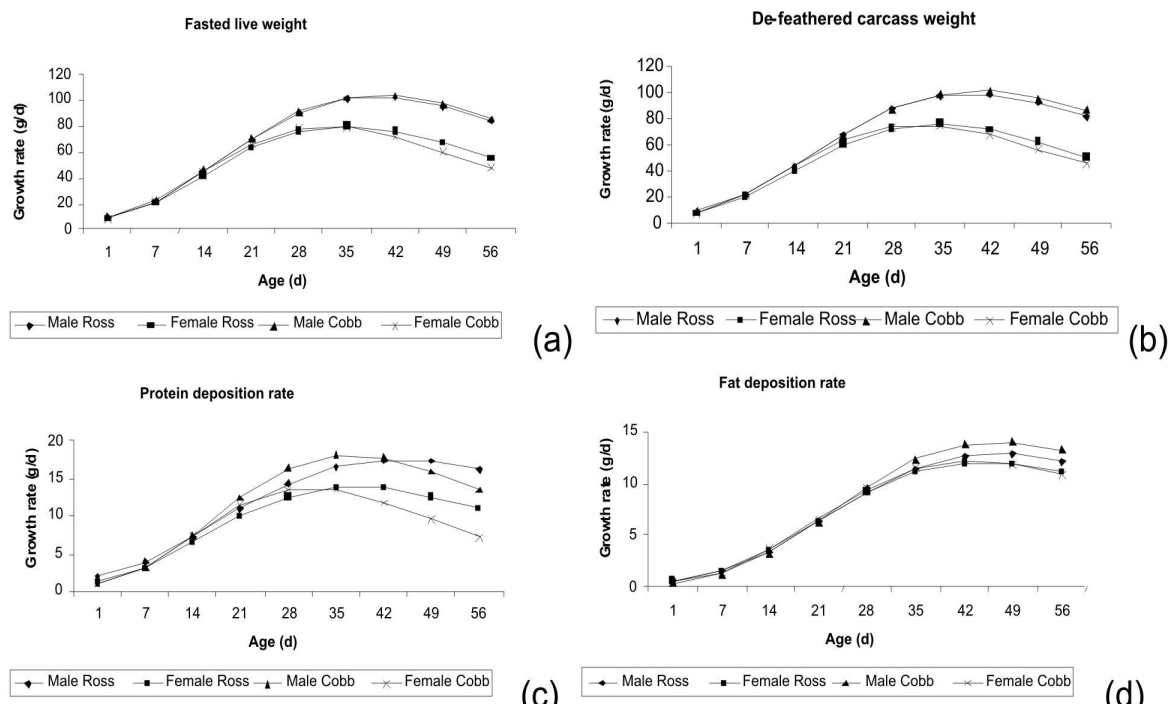 Fasted live weight
120
100
80
60
40
20
0
Growth rate (g/d)
1 7 14 21 28 35 42 49 56
Age (d)
Male Ross Female Ross Male Cobb Female Cobb
(a)
De-feathered carcass weight
120
100
80
60
40
20
0
Growth rate (g/d)
1 7 14 21 28 35 42 49 56
Age (d)
Male Ross Female Ross Male Cobb Female Cobb
(b)
Protein deposition rate
20
15
10
5
0
Growth rate (g/d)
1 7 14 21 28 35 42 49 56
Age (d)
Male Ross Female Ross Male Cobb Female Cobb
(c)
Fat deposition rate
15
10
5
0
Growth rate (g/d)
1 7 14 21 28 35 42 49 56
Age (d)
Male Ross Female Ross Male Cobb Female Cobb
(d)